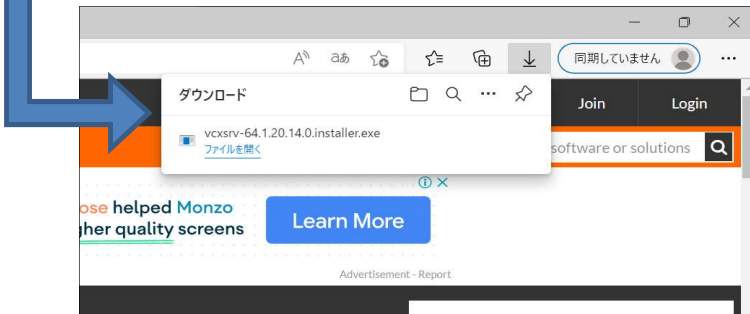 A aあ
同期していません
ダウンロード
Join Login
vcxsrv-64.1.20.14.0.installer.exe
ファイルを開く
software or solutions
ose helped Monzo
her quality screens
Learn More
Advertisement - Report